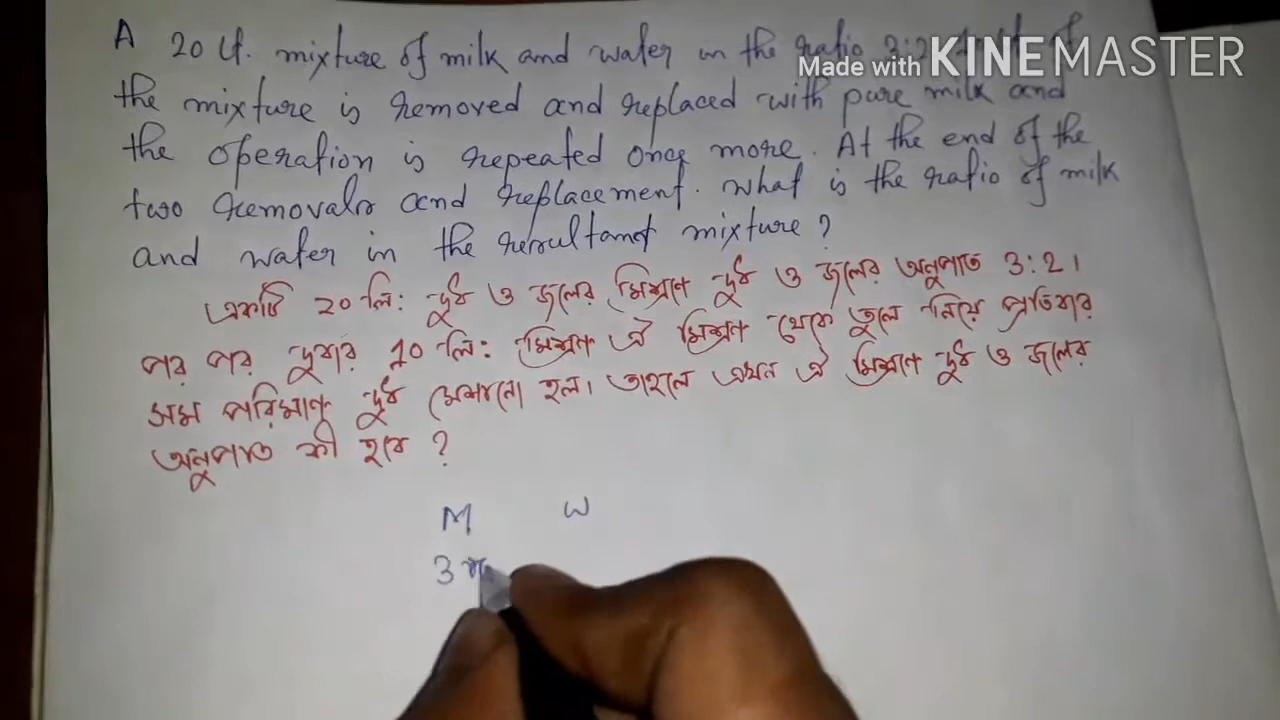 A 20 lt. mixture of milk and water in the ratio 3:2
Made with KINEMASTER
the mixture is removed and replaced with pure milk and
the operation is repeated once more. At the end of the
two removals and replacement. what is the ratio of milk
and water in the resultant mixture?
একটি ২০ লি: দুধ ও জলের মিশ্রণে দুধ ও জলের অনুপাত 3:2।
পর পর দুবার 10 লি: মিশ্রণ ঐ মিশ্রণ থেকে তুলে নিয়ে প্রতিবার
সম পরিমাণ দুধ মেশানো হল। তাহলে এখন ঐ মিশ্রণে দুধ ও জলের
অনুপাত কী হবে?
M W
3